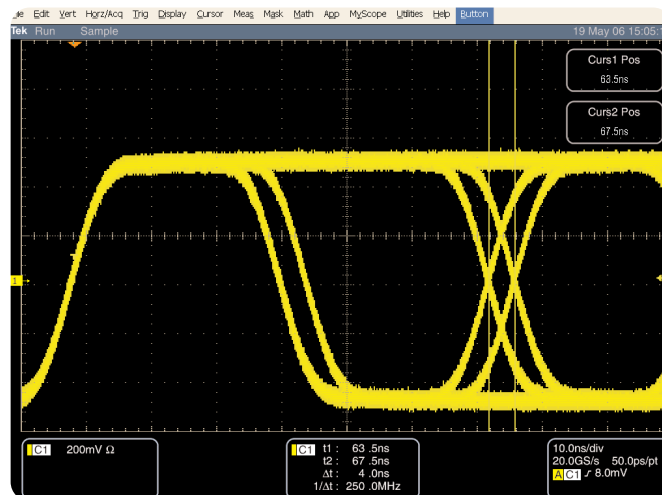 Edit Vert Horz/Acq Trig Display Cursor Meas Mask Math App MyScope Utilities Help Button
Tek Run Sample 19 May 06 15:05:
Curs1 Pos
63.5ns
Curs2 Pos
67.5ns
1
C1 200mV Ω
C1 t1 : 63 .5ns
t2 : 67 .5ns
Δt : 4 .0ns
1/Δt : 250 .0MHz
10.0ns/div
20.0GS/s 50.0ps/pt
A C1 ƒ 8.0mV